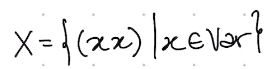 X = {(xx) | x ∈ Var}